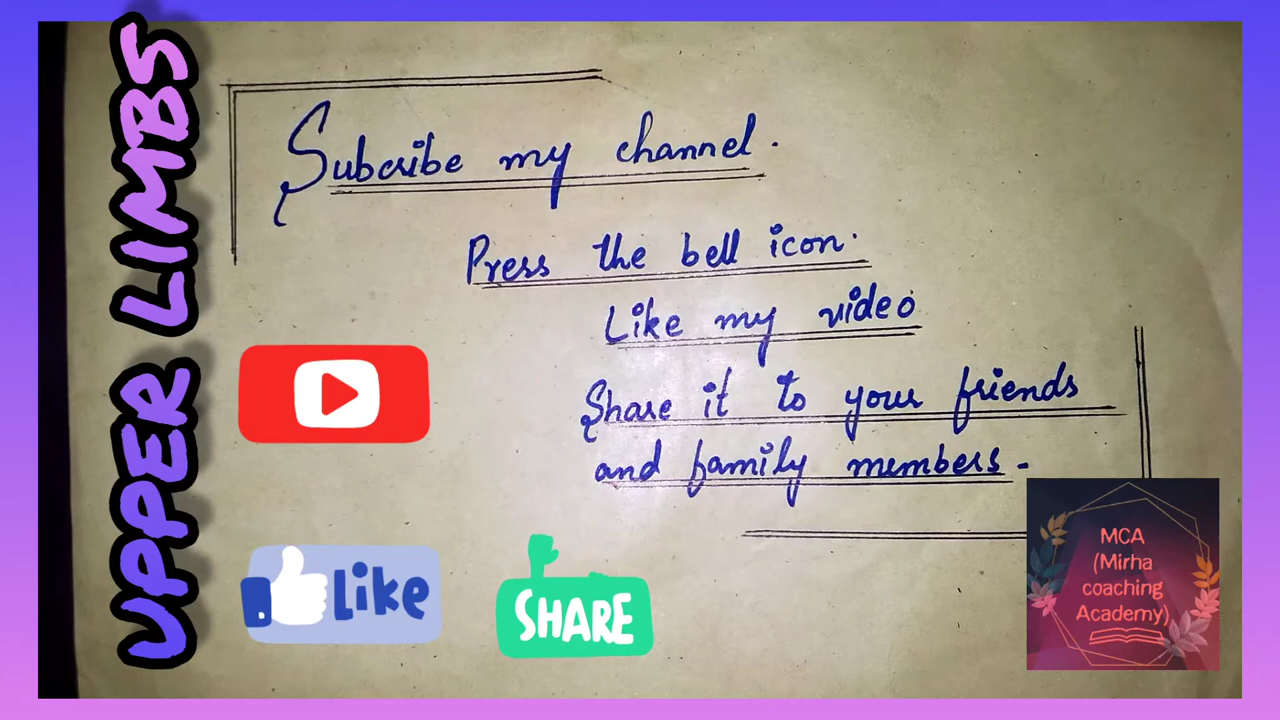 UPPER LIMBS
Subcribe my channel.
Press the bell icon.
Like my video
Share it to your friends
and family members.
Like
SHARE
MCA
(Mirha
coaching
Academy)